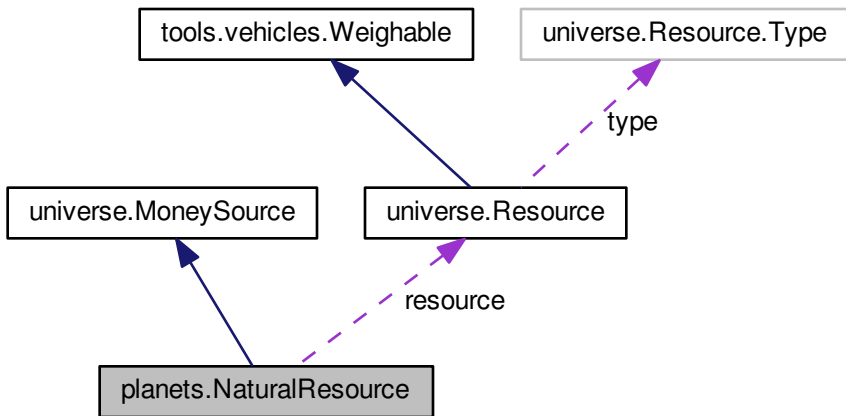 tools.vehicles.Weighable
universe.Resource.Type
type
universe.MoneySource
universe.Resource
resource
planets.NaturalResource